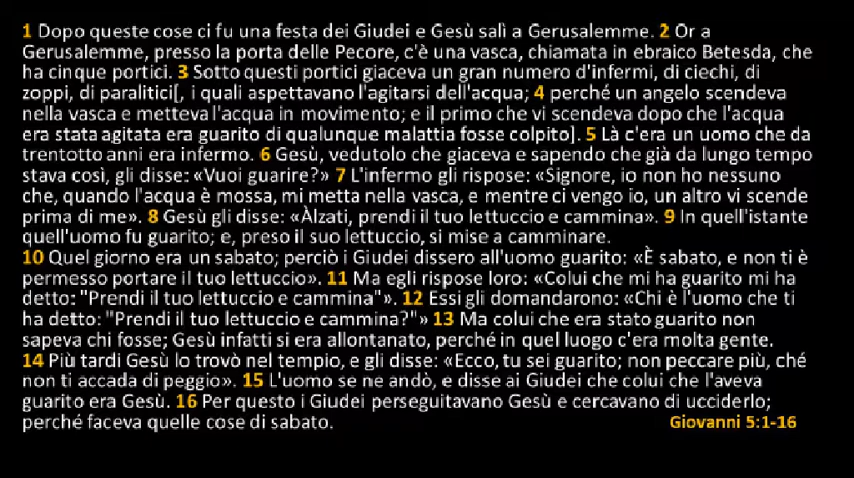 1 Dopo queste cose ci fu una festa dei Giudei e Gesù salì a Gerusalemme. 2 Or a
Gerusalemme, presso la porta delle Pecore, c'è una vasca, chiamata in ebraico Betesda, che
ha cinque portici. 3 Sotto questi portici giaceva un gran numero d'infermi, di ciechi, di
zoppi, di paralitici[, i quali aspettavano l'agitarsi dell'acqua; 4 perché un angelo scendeva
nella vasca e metteva l'acqua in movimento; e il primo che vi scendeva dopo che l'acqua
era stata agitata era guarito di qualunque malattia fosse colpito]. 5 Là c'era un uomo che da
trentotto anni era infermo. 6 Gesù, vedutolo che giaceva e sapendo che già da lungo tempo
stava così, gli disse: «Vuoi guarire?» 7 L'infermo gli rispose: «Signore, io non ho nessuno
che, quando l'acqua è mossa, mi metta nella vasca, e mentre ci vengo io, un altro vi scende
prima di me». 8 Gesù gli disse: «Àlzati, prendi il tuo lettuccio e cammina». 9 In quell'istante
quell'uomo fu guarito; e, preso il suo lettuccio, si mise a camminare.
10 Quel giorno era un sabato; perciò i Giudei dissero all'uomo guarito: «È sabato, e non ti è
permesso portare il tuo lettuccio». 11 Ma egli rispose loro: «Colui che mi ha guarito mi ha
detto: "Prendi il tuo lettuccio e cammina"». 12 Essi gli domandarono: «Chi è l'uomo che ti
ha detto: "Prendi il tuo lettuccio e cammina?"» 13 Ma colui che era stato guarito non
sapeva chi fosse; Gesù infatti si era allontanato, perché in quel luogo c'era molta gente.
14 Più tardi Gesù lo trovò nel tempio, e gli disse: «Ecco, tu sei guarito; non peccare più, ché
non ti accada di peggio». 15 L'uomo se ne andò, e disse ai Giudei che colui che l'aveva
guarito era Gesù. 16 Per questo i Giudei perseguitavano Gesù e cercavano di ucciderlo;
perché faceva quelle cose di sabato. Giovanni 5:1-16